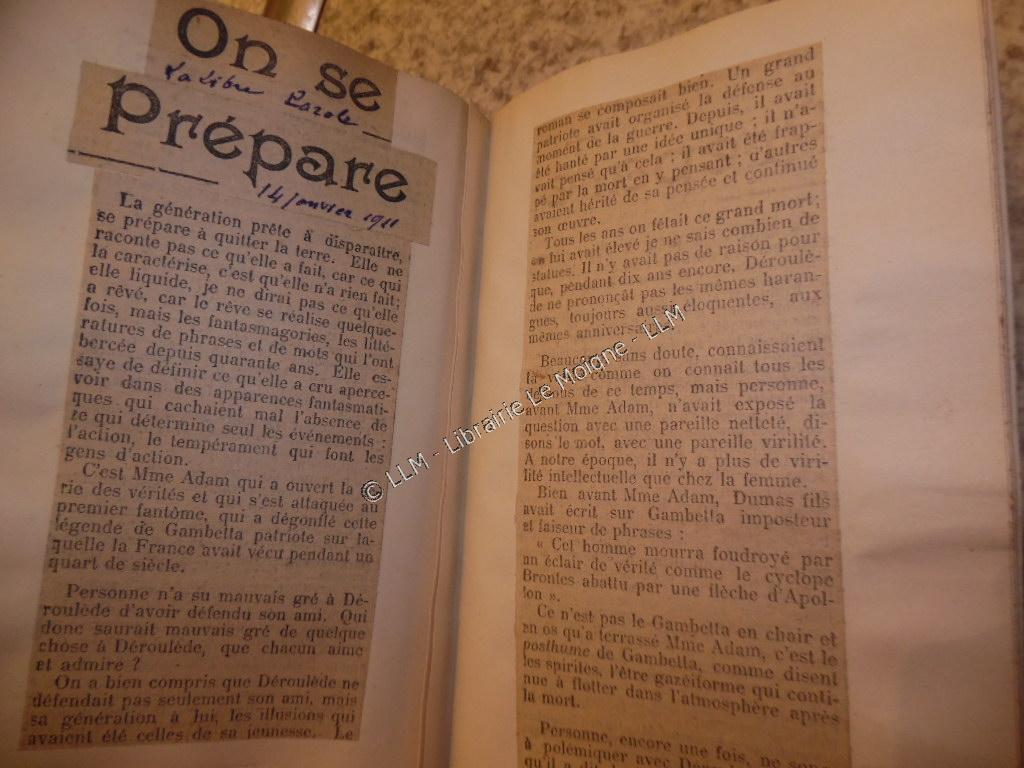 On se
La Libre Parole
Prépare
14 janvier 1911
La génération prête à disparaître,
se prépare à quitter la terre. Elle ne
raconte pas ce qu'elle a fait, car ce qui
la caractérise, c'est qu'elle n'a rien fait;
elle liquide, je ne dirai pas ce qu'elle
a rêvé, car le rêve se réalise quelque-
fois, mais les fantasmagories, les litté-
ratures de phrases et de mots qui l'ont
bercée depuis quarante ans. Elle es-
saye de définir ce qu'elle a cru aperce-
voir dans des apparences fantasmati-
ques qui cachaient mal l'absence de
ce qui détermine seul les événements :
l'action, le tempérament qui font les
gens d'action.
C'est Mme Adam qui a ouvert la
rie des vérités et qui s'est attaquée au
premier fantôme, qui a dégonflé cette
légende de Gambetta patriote sur la-
quelle la France avait vécu pendant un
quart de siècle.
Personne n'a su mauvais gré à Dé-
roulède d'avoir défendu son ami. Qui
donc saurait mauvais gré de quelque
chose à Déroulède, que chacun aime
et admire ?
On a bien compris que Déroulède ne
défendait pas seulement son ami, mais
sa génération à lui, les illusions qui
avaient été celles de sa jeunesse. Le
roman se composait bien. Un grand
patriote avait organisé la défense au
moment de la guerre. Depuis, il avait
été hanté par une idée unique ; il n'a-
vait pensé qu'à cela ; il avait été frap-
pé par la mort en y pensant ; d'autres
avaient hérité de sa pensée et continué
son œuvre.
Tous les ans on fêtait ce grand mort;
on lui avait élevé je ne sais combien de
statues. Il n'y avait pas de raison pour
que, pendant dix ans encore, Déroulè-
de ne prononçât pas les mêmes haran-
gues, toujours aussi éloquentes, aux
mêmes anniversa
Beaucoup, sans doute, connaissaient
la comme on connaît tous les
de ce temps, mais personne,
avant Mme Adam, n'avait exposé la
question avec une pareille netteté, di-
sons le mot, avec une pareille virilité.
A notre époque, il n'y a plus de viri-
lité intellectuelle que chez la femme.
Bien avant Mme Adam, Dumas fils
avait écrit sur Gambetta imposteur
et faiseur de phrases :
« Cet homme mourra foudroyé par
un éclair de vérité comme le cyclope
Brontes abattu par une flèche d'Apol-
lon ».
Ce n'est pas le Gambetta en chair et
en os qu'a terrassé Mme Adam, c'est le
posthume de Gambetta, comme disent
les spirites, l'être gazéiforme qui conti-
nue à flotter dans l'atmosphère après
la mort.
Personne, encore une fois, ne son
à polémiquer avec Dérou
qu'il a
© LLM - Librairie Le Moigne - LLM